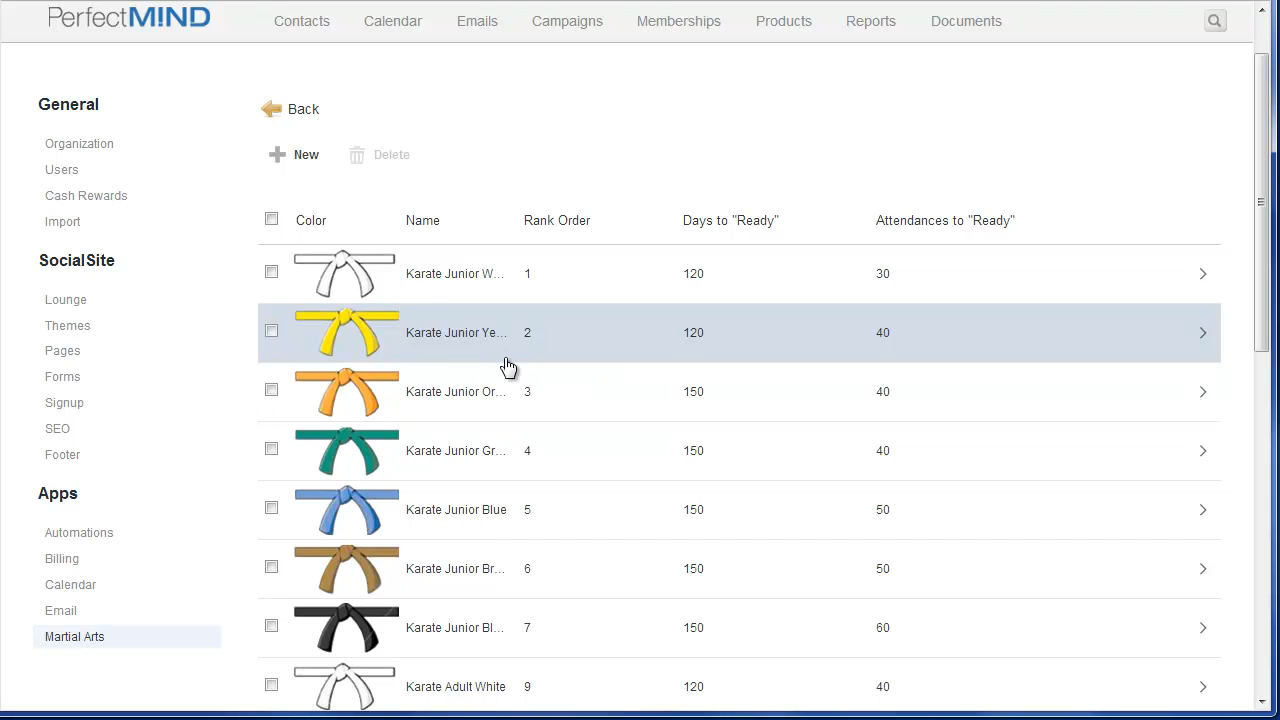 PerfectMIND
Contacts Calendar Emails Campaigns Memberships Products Reports Documents
General
Organization
Users
Cash Rewards
Import
SocialSite
Lounge
Themes
Pages
Forms
Signup
SEO
Footer
Apps
Automations
Billing
Calendar
Email
Martial Arts
Back
New Delete
Color Name Rank Order Days to "Ready" Attendances to "Ready"
Karate Junior W... 1 120 30
Karate Junior Ye... 2 120 40
Karate Junior Or... 3 150 40
Karate Junior Gr... 4 150 40
Karate Junior Blue 5 150 50
Karate Junior Br... 6 150 50
Karate Junior Bl... 7 150 60
Karate Adult White 9 120 40